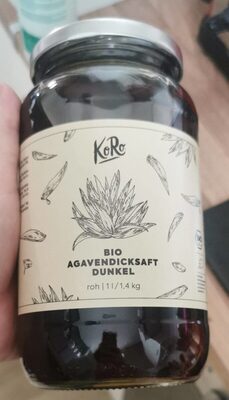 KoRo
BIO
AGAVENDICKSAFT
DUNKEL
roh | 1 l / 1,4 kg